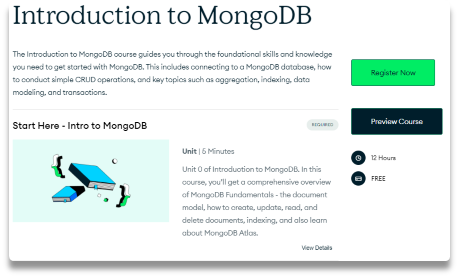 Introduction to MongoDB
The Introduction to MongoDB course guides you through the foundational skills and knowledge
you need to get started with MongoDB. This includes connecting to a MongoDB database, how
to conduct simple CRUD operations, and key topics such as aggregation, indexing, data
modeling, and transactions.
Register Now
Preview Course
Start Here - Intro to MongoDB
REQUIRED
12 Hours
FREE
Unit | 5 Minutes
Unit 0 of Introduction to MongoDB. In this
course, you'll get a comprehensive overview
of MongoDB Fundamentals - the document
model, how to create, update, read, and
delete documents, indexing, and also learn
about MongoDB Atlas.
View Details